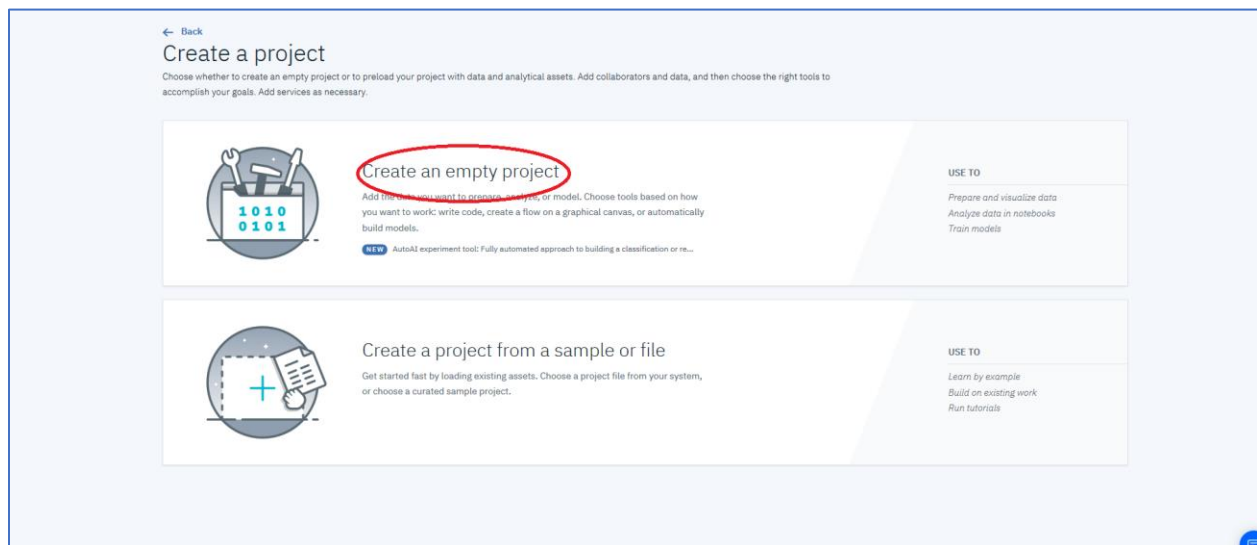 ← Back
Create a project
Choose whether to create an empty project or to preload your project with data and analytical assets. Add collaborators and data, and then choose the right tools to
accomplish your goals. Add services as necessary.
Create an empty project
Add the data you want to prepare, analyze, or model. Choose tools based on how
you want to work: write code, create a flow on a graphical canvas, or automatically
build models.
NEW AutoAI experiment tool: Fully automated approach to building a classification or re...
1010
0101
USE TO
Prepare and visualize data
Analyze data in notebooks
Train models
Create a project from a sample or file
Get started fast by loading existing assets. Choose a project file from your system,
or choose a curated sample project.
USE TO
Learn by example
Build on existing work
Run tutorials